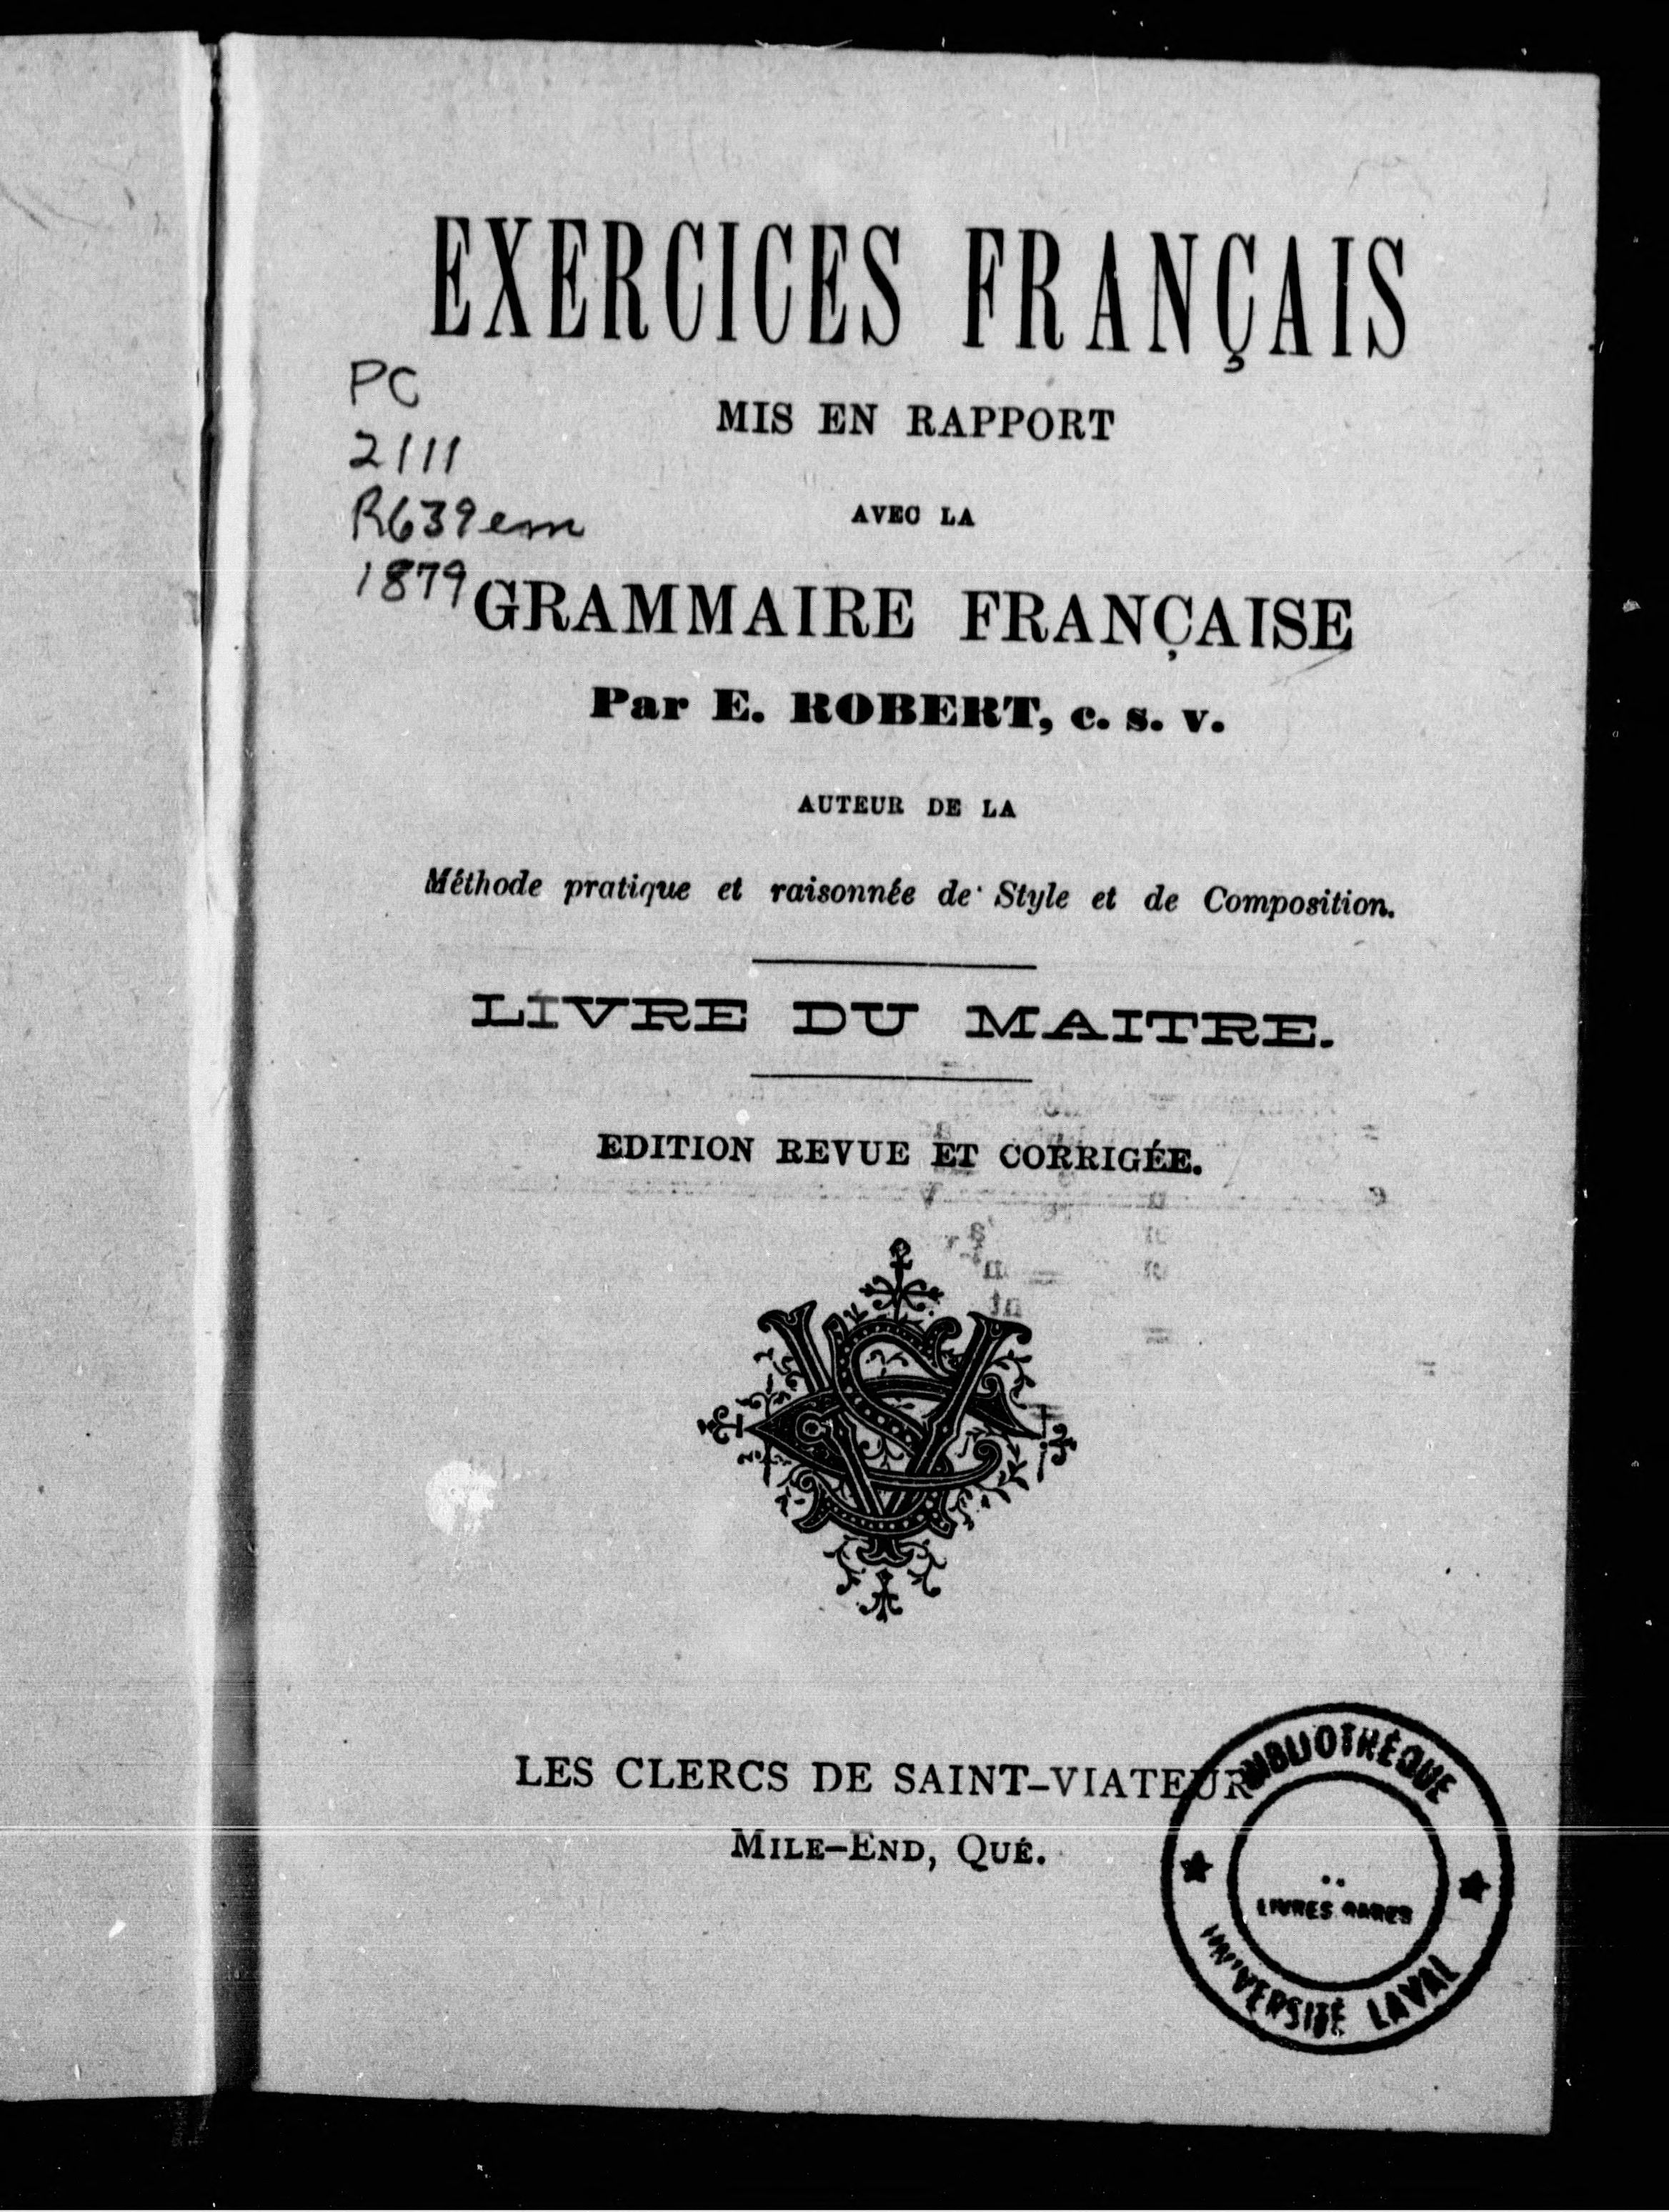 EXERCICES FRANÇAIS
PC
MIS EN RAPPORT
2111
R639em
AVEC LA
1879
GRAMMAIRE FRANÇAISE
Par E. ROBERT, c. s. v.
AUTEUR DE LA
Méthode pratique et raisonnée de Style et de Composition.
LIVRE DU MAITRE.
EDITION REVUE ET CORRIGÉE.
LES CLERCS DE SAINT-VIATEUR
MILE-END, QUÉ.
BIBLIOTHÈQUE
LIVRES RARES
UNIVERSITÉ LAVAL